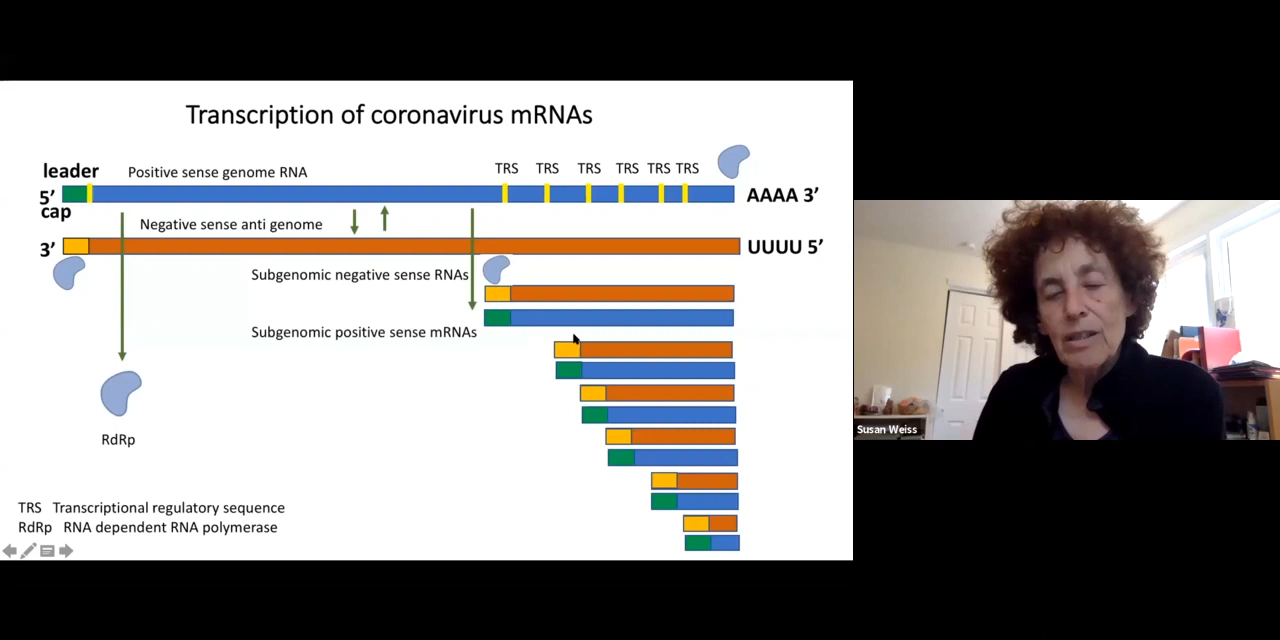 Transcription of coronavirus mRNAs
leader
Positive sense genome RNA
TRS TRS TRS TRS TRS TRS
5’
AAAA 3’
cap
Negative sense anti genome
3’
UUUU 5’
Subgenomic negative sense RNAs
Subgenomic positive sense mRNAs
RdRp
TRS Transcriptional regulatory sequence
RdRp RNA dependent RNA polymerase
Susan Weiss